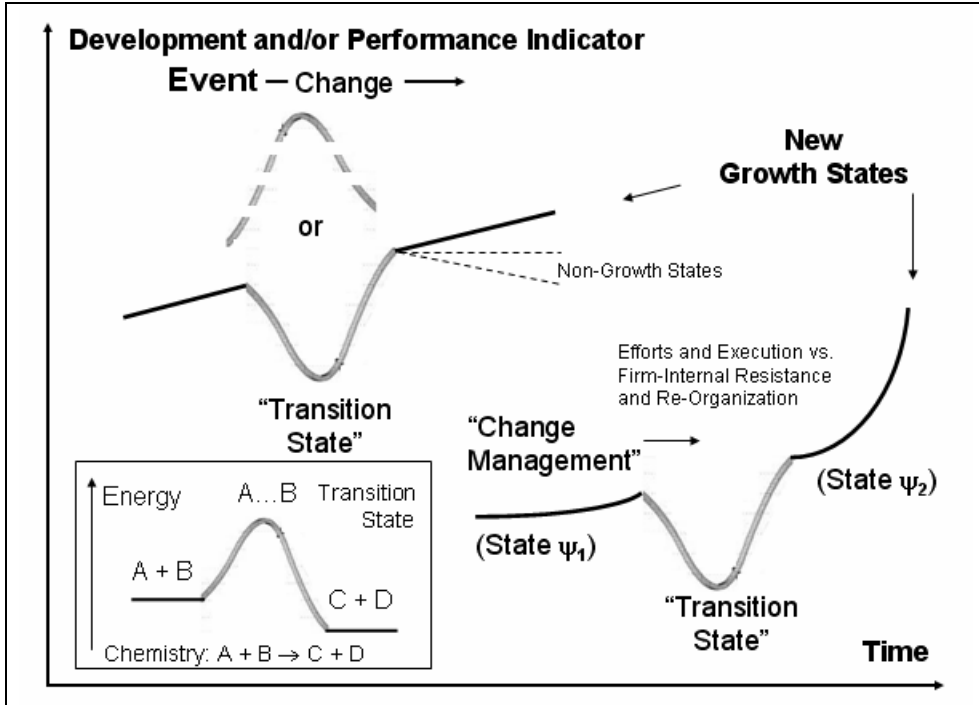 Development and/or Performance Indicator
Event – Change
or
New
Growth States
Non-Growth States
“Transition
State”
Efforts and Execution vs.
Firm-Internal Resistance
and Re-Organization
“Change
Management”
(State ψ1)
(State ψ2)
“Transition
State”
Energy
A…B
Transition
State
A + B
C + D
Chemistry: A + B → C + D
Time